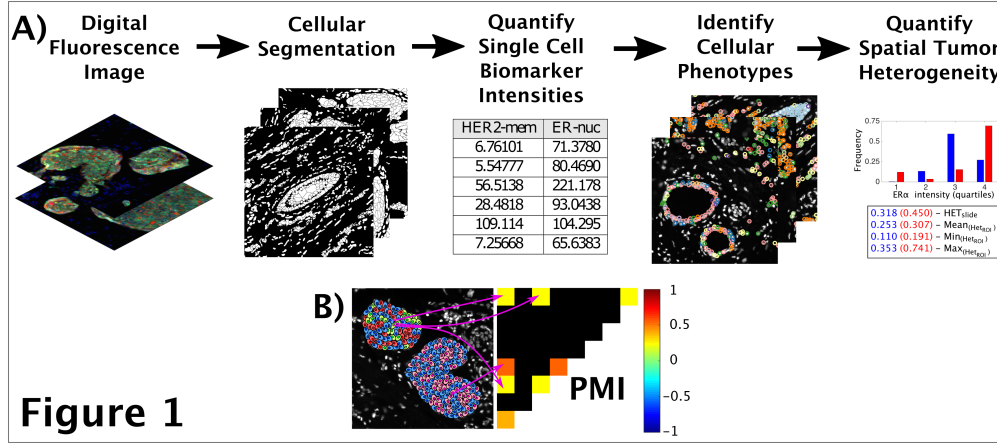 A)
Digital
Fluorescence
Image
Cellular
Segmentation
Quantify
Single Cell
Biomarker
Intensities
Identify
Cellular
Phenotypes
Quantify
Spatial Tumor
Heterogeneity
HER2-mem ER-nuc
6.76101 71.3780
5.54777 80.4690
56.5138 221.178
28.4818 93.0438
109.114 104.295
7.25668 65.6383
Frequency
0.75
0.5
0.25
0
1 2 3 4
ERα intensity (quartiles)
0.318 (0.450) – HETslide
0.253 (0.307) – Mean(HetROI)
0.110 (0.191) – Min(HetROI)
0.353 (0.741) – Max(HetROI)
B)
PMI
1
0.5
0
−0.5
−1
Figure 1